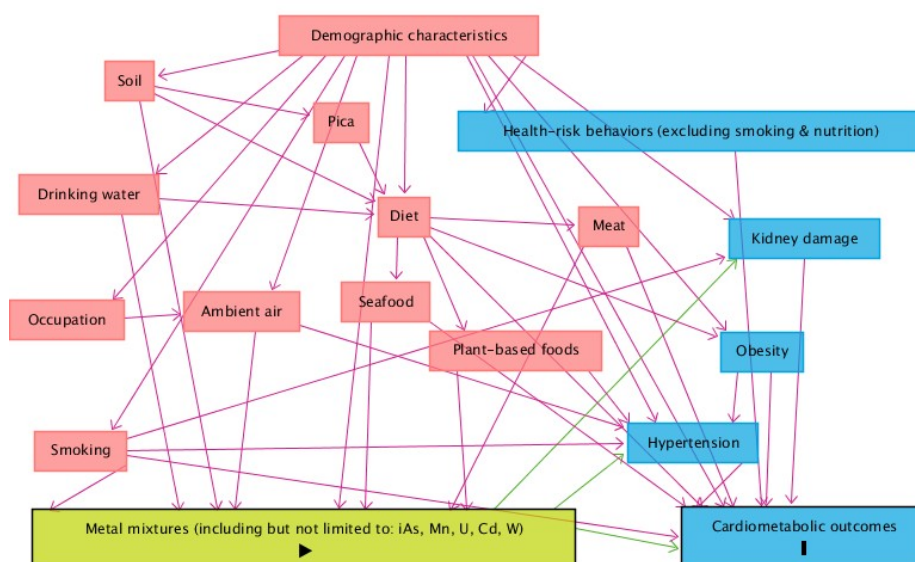 Demographic characteristics
Soil
Pica
Health-risk behaviors (excluding smoking & nutrition)
Drinking water
Diet
Meat
Kidney damage
Occupation
Ambient air
Seafood
Plant-based foods
Obesity
Smoking
Hypertension
Metal mixtures (including but not limited to: iAs, Mn, U, Cd, W)
Cardiometabolic outcomes